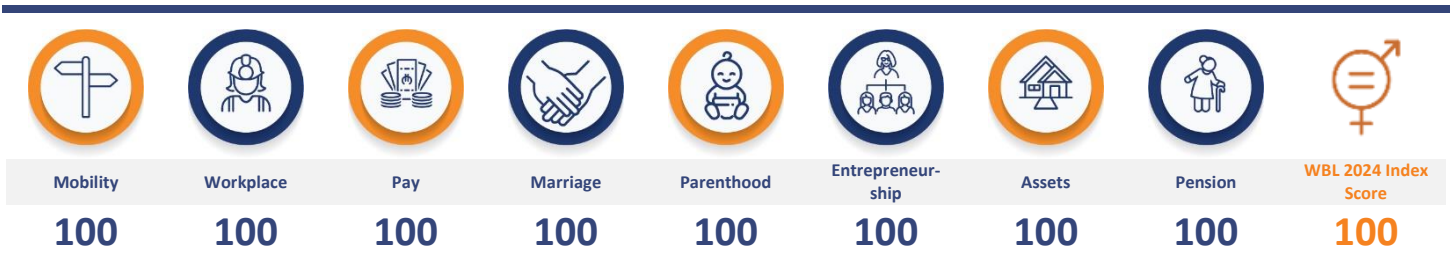 Mobility
Workplace
Pay
Marriage
Parenthood
Entrepreneur-
ship
Assets
Pension
WBL 2024 Index
Score
100
100
100
100
100
100
100
100
100